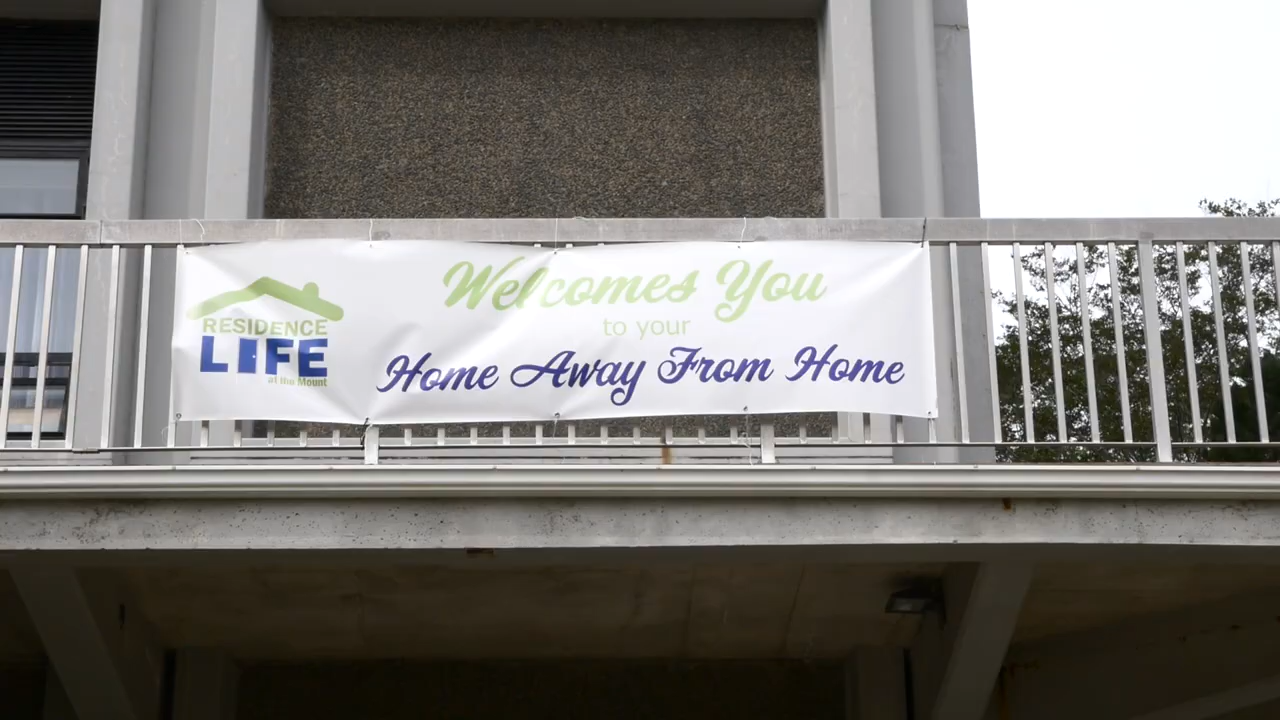 RESIDENCE
LIFE
at the Mount
Welcomes You
to your
Home Away From Home